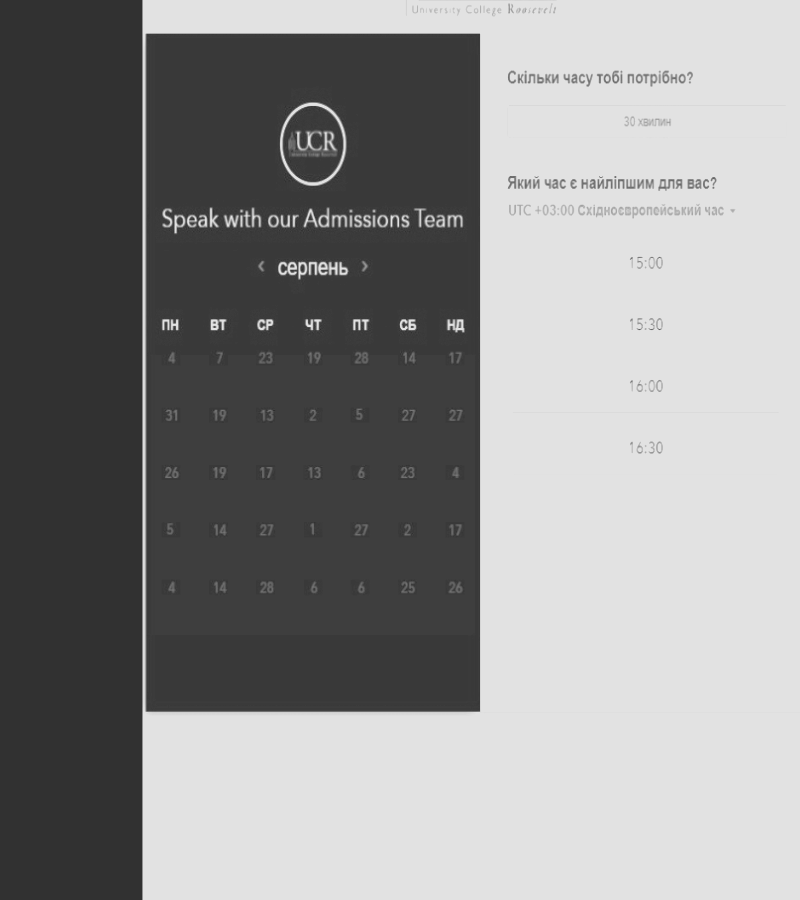 University College Roosevelt
UCR
Speak with our Admissions Team
‹ серпень ›
ПН ВТ СР ЧТ ПТ СБ НД
4 7 23 19 28 14 17
31 19 13 2 5 27 27
26 19 17 13 6 23 4
5 14 27 1 27 2 17
4 14 28 6 6 25 26
Скільки часу тобі потрібно?
30 хвилин
Який час є найліпшим для вас?
UTC +03:00 Східноєвропейський час
15:00
15:30
16:00
16:30